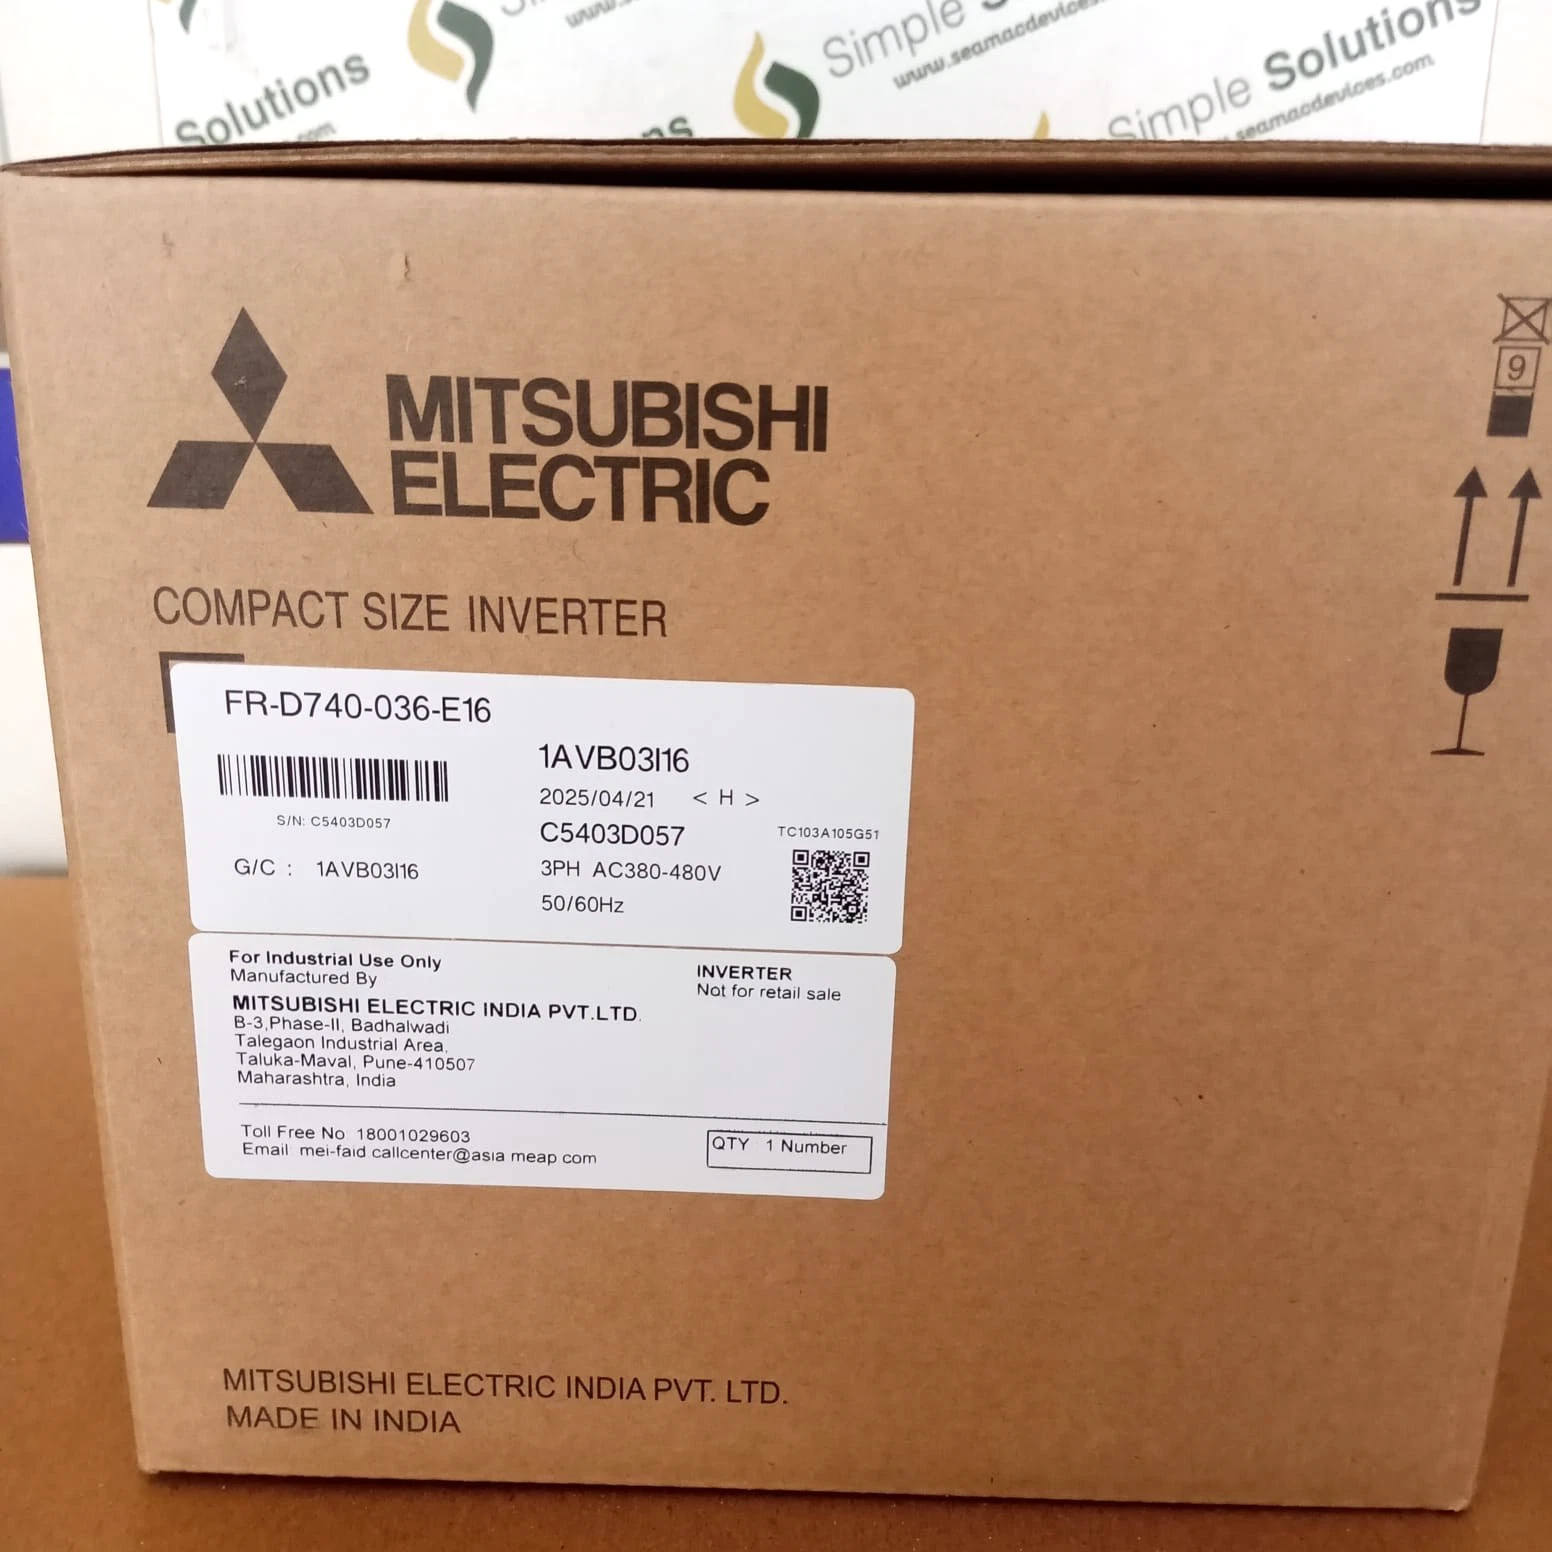 Solutions
www.seamacdevices.com
Simple
Simple Solutions
www.seamacdevices.com
MITSUBISHI
ELECTRIC
9
COMPACT SIZE INVERTER
FR-D740-036-E16
1AVB03I16
2025/04/21 < H >
S/N: C5403D057
C5403D057
TC103A105G51
G/C : 1AVB03I16
3PH AC380-480V
50/60Hz
For Industrial Use Only
Manufactured By
INVERTER
Not for retail sale
MITSUBISHI ELECTRIC INDIA PVT.LTD.
B-3,Phase-II, Badhalwadi
Talegaon Industrial Area,
Taluka-Maval, Pune-410507
Maharashtra, India
Toll Free No 18001029603
Email mei-faid callcenter@asia meap com
QTY 1 Number
MITSUBISHI ELECTRIC INDIA PVT. LTD.
MADE IN INDIA